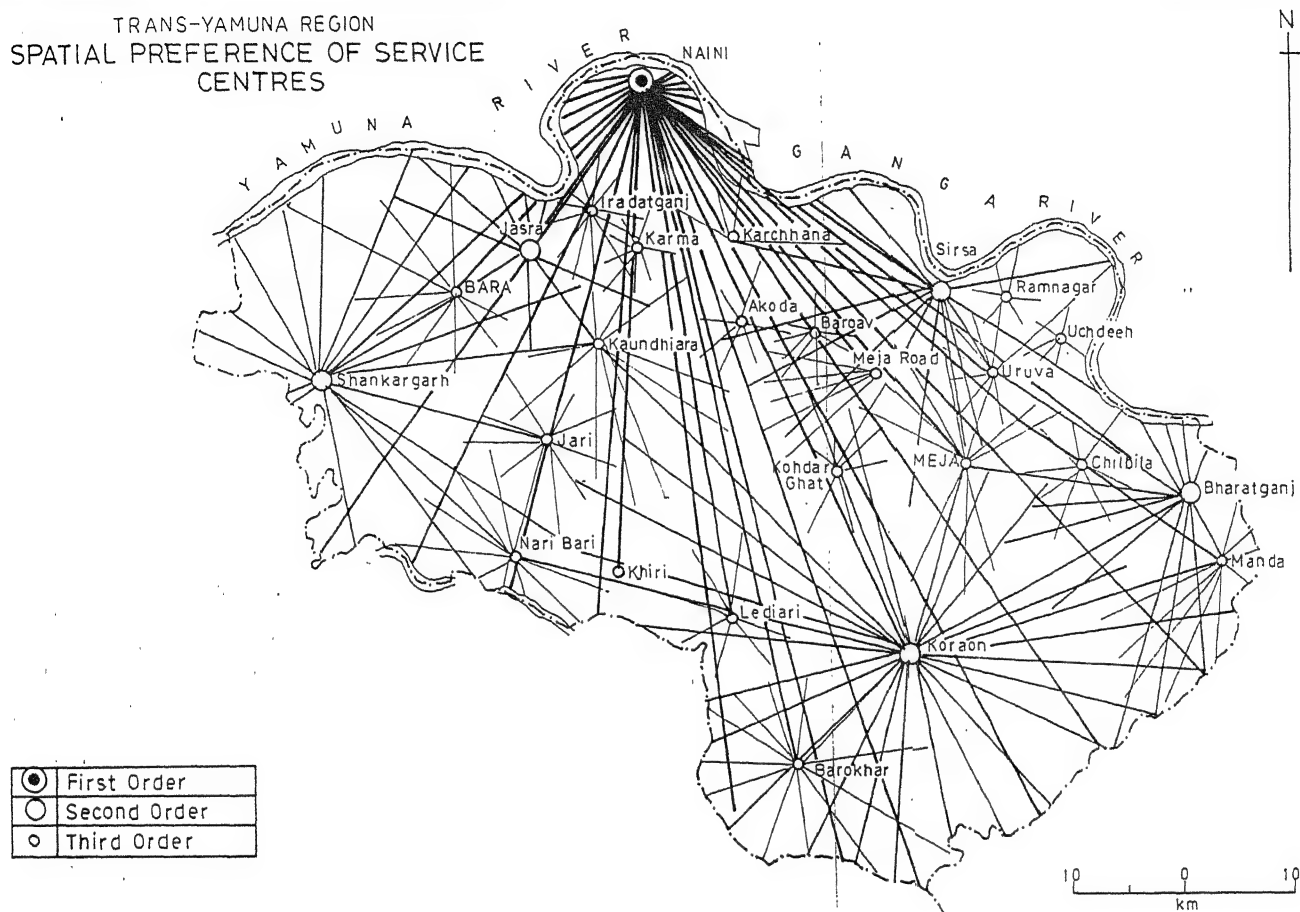 TRANS-YAMUNA REGION
SPATIAL PREFERENCE OF SERVICE
CENTRES
N
NAINI
YAMUNA RIVER
GANGA RIVER
Iradatganj
Jasra
Karma
Karchhana
Sirsa
BARA
Ramnagar
Akoda
Bargav
Uchdeeh
Kaundhiara
Meja Road
Uruva
Shankargarh
Jari
Kohdar
Ghat
MEJA
Chilbila
Bharatganj
Nari Bari
Khiri
Manda
Lediari
Koraon
Barokhar
First Order
Second Order
Third Order
10 0 10
km